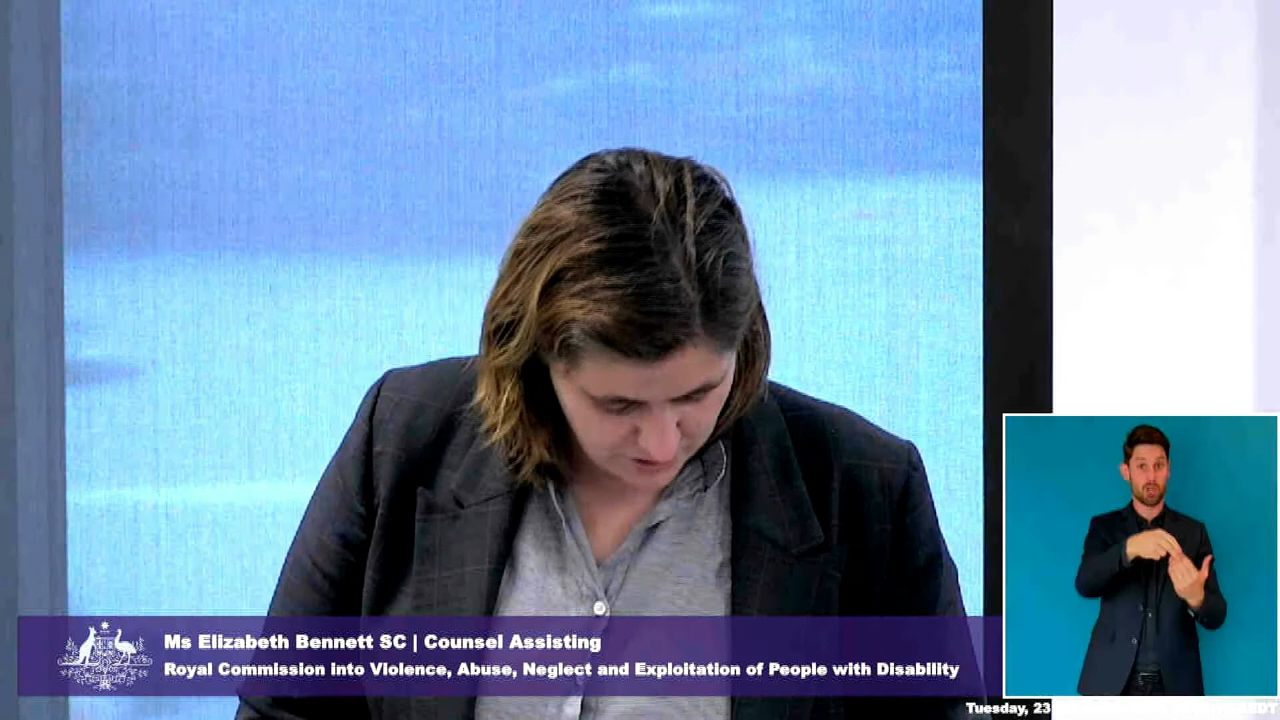 Ms Elizabeth Bennett SC | Counsel Assisting
Royal Commission into Violence, Abuse, Neglect and Exploitation of People with Disability
Tuesday, 23